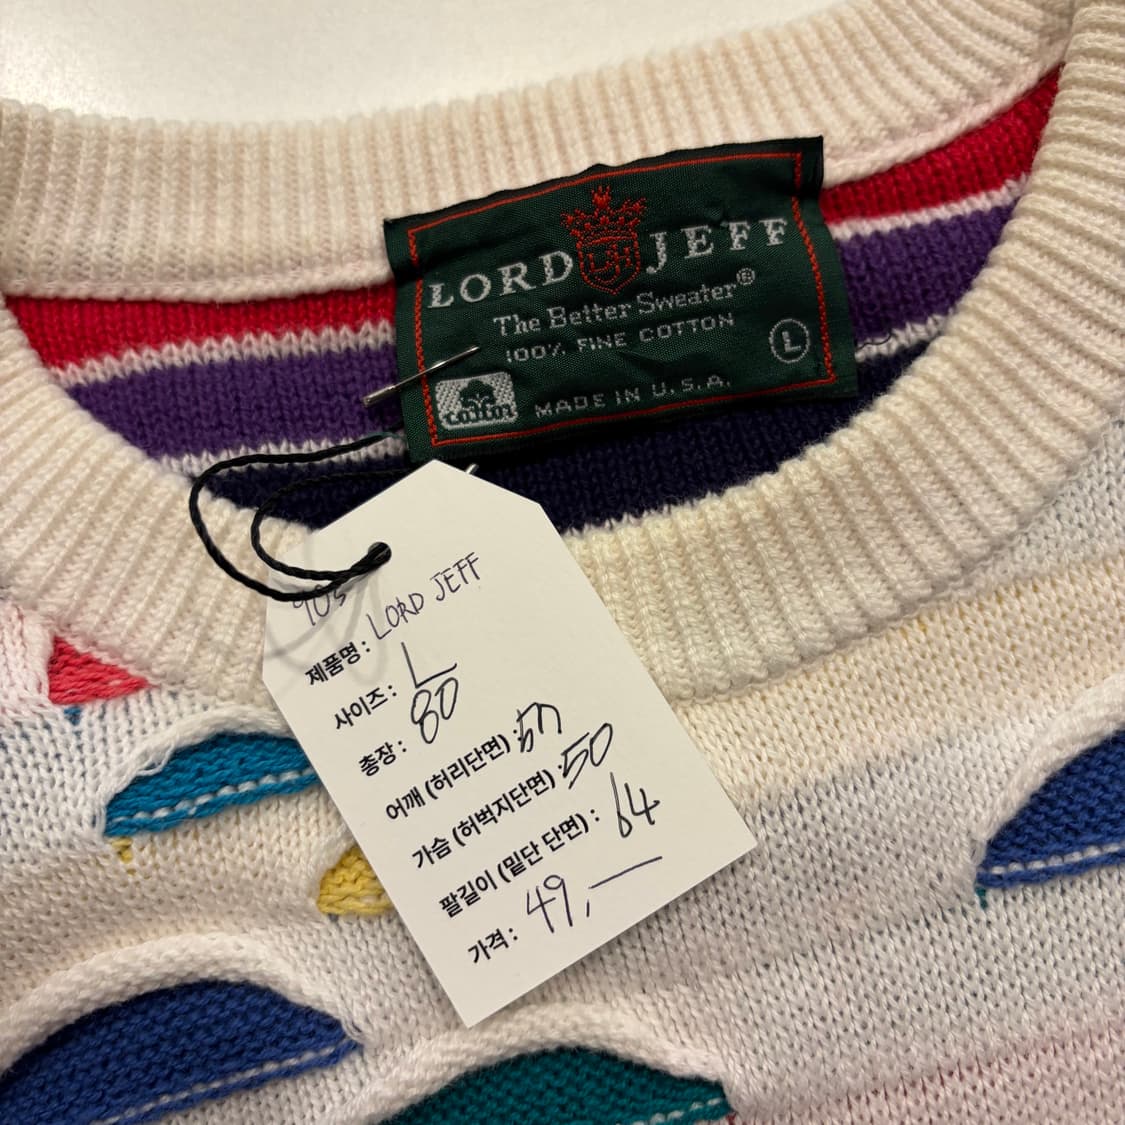 LORD JEFF
The Better Sweater®
100% FINE COTTON
L
cotton
MADE IN U.S.A.
90s
제품명: LORD JEFF
사이즈: L
총장: 80
어깨 (허리단면): 57
가슴 (허벅지단면): 50
팔길이 (밑단 단면): 64
가격: 49,—